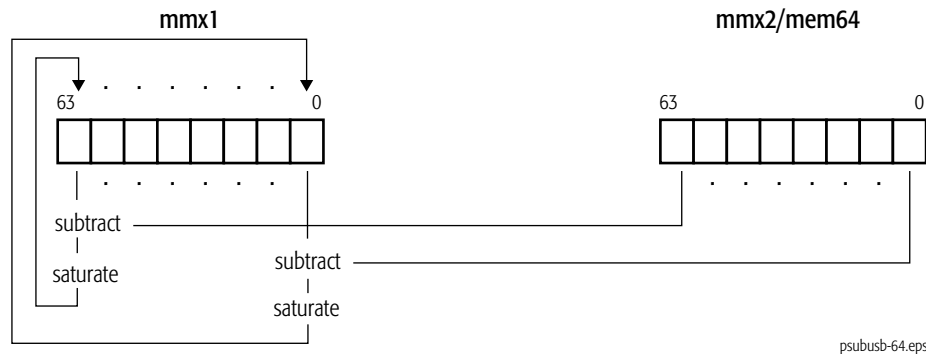 mmx1 mmx2/mem64
. . . . . .
63 0 63 0
. . . . . . . . . . . .
subtract
saturate subtract
saturate
psubusb-64.eps